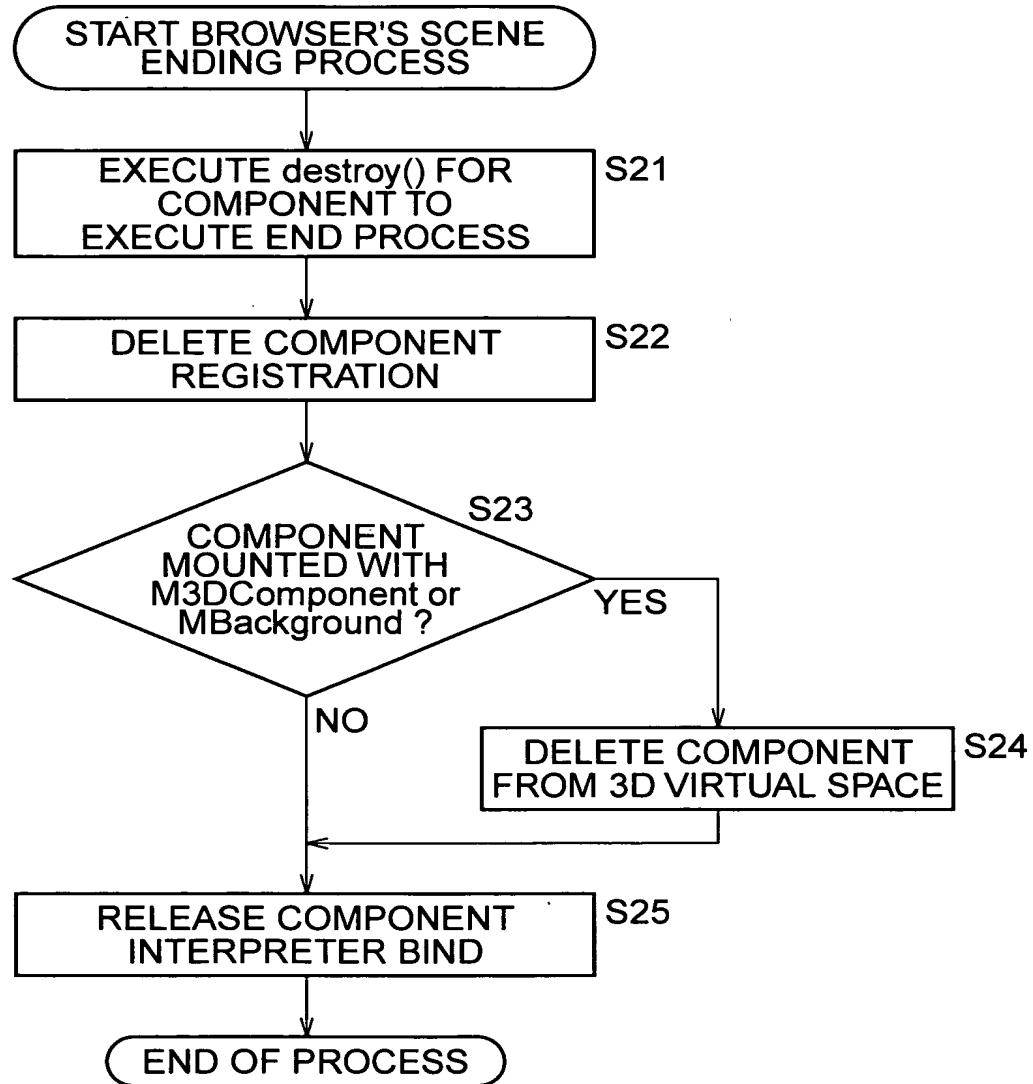 START BROWSER'S SCENE
ENDING PROCESS
EXECUTE destroy() FOR
COMPONENT TO
EXECUTE END PROCESS
S21
DELETE COMPONENT
REGISTRATION
S22
S23
COMPONENT
MOUNTED WITH
M3DComponent or
MBackground ?
YES
NO
DELETE COMPONENT
FROM 3D VIRTUAL SPACE
S24
RELEASE COMPONENT
INTERPRETER BIND
S25
END OF PROCESS